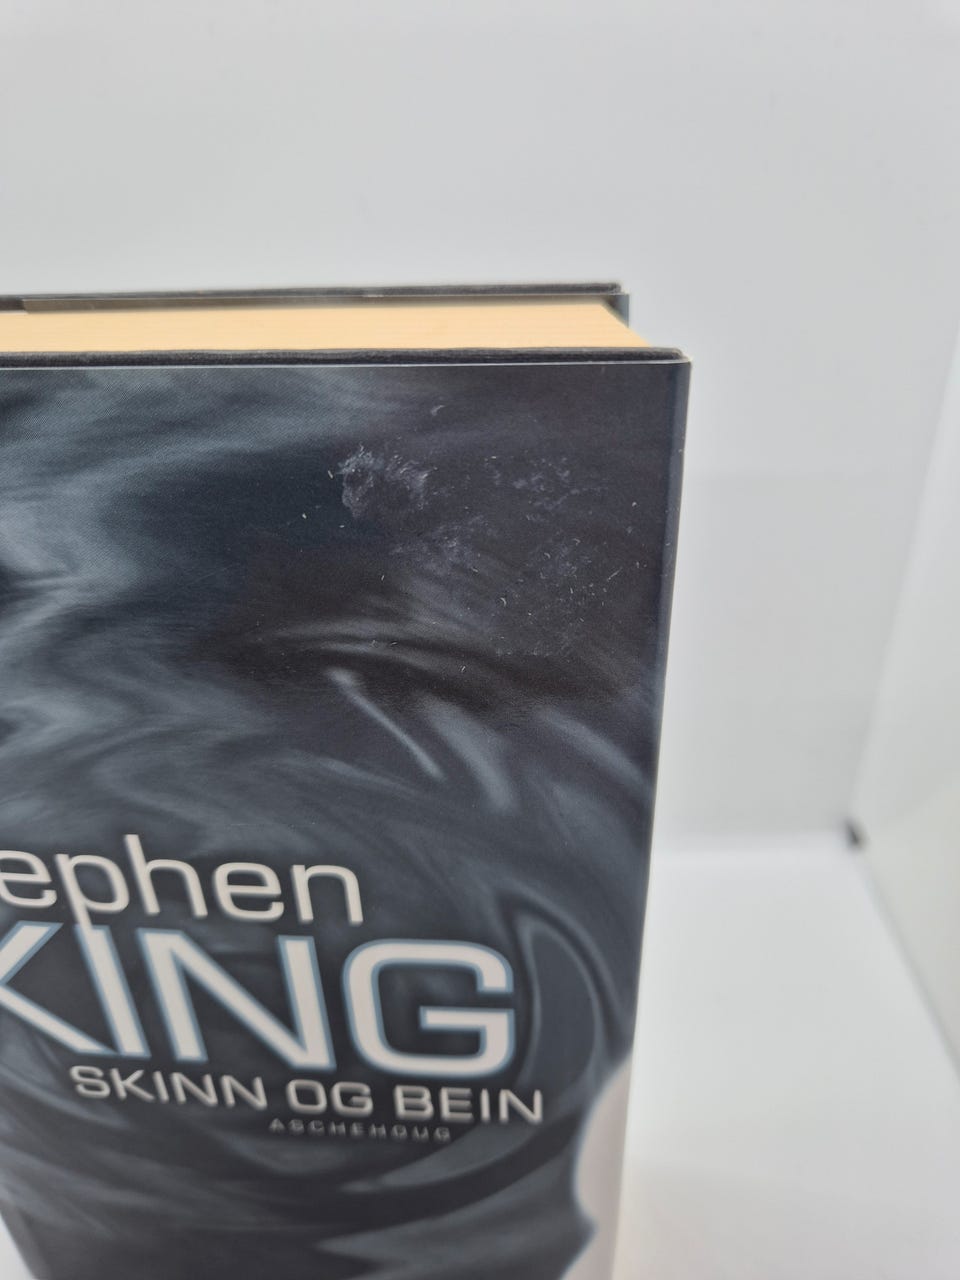 ephen
KING
SKINN OG BEIN
ASCHEHOUG